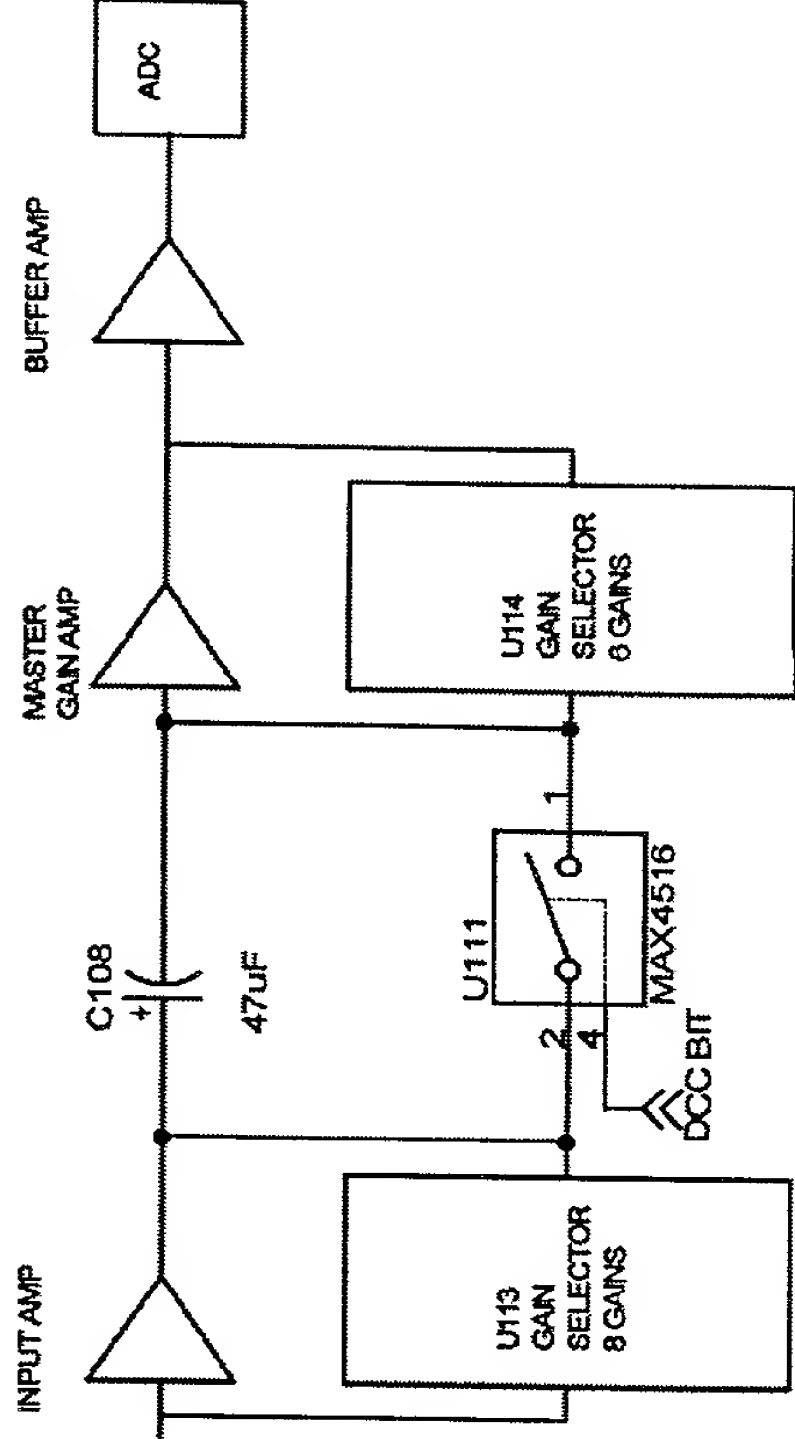 INPUT AMP
MASTER
GAIN AMP
BUFFER AMP
ADC
C108
+
47uF
U113
GAIN
SELECTOR
8 GAINS
U111
2
4
1
MAX4516
DCC BIT
U114
GAIN
SELECTOR
6 GAINS